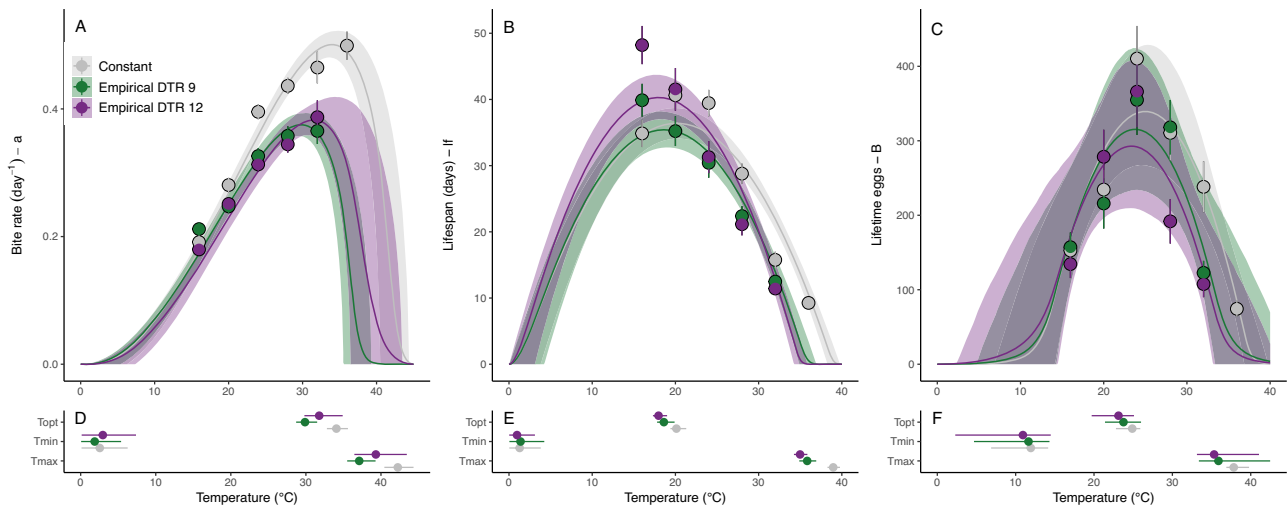 A
Constant
Empirical DTR 9
Empirical DTR 12
Bite rate (day⁻¹) – a
0.4
0.2
0.0
0 10 20 30 40
B
Lifespan (days) – lf
50
40
30
20
10
0
0 10 20 30 40
C
Lifetime eggs – B
400
300
200
100
0
0 10 20 30 40
D
Topt
Tmin
Tmax
0 10 20 30 40
Temperature (°C)
E
Topt
Tmin
Tmax
0 10 20 30 40
Temperature (°C)
F
Topt
Tmin
Tmax
0 10 20 30 40
Temperature (°C)